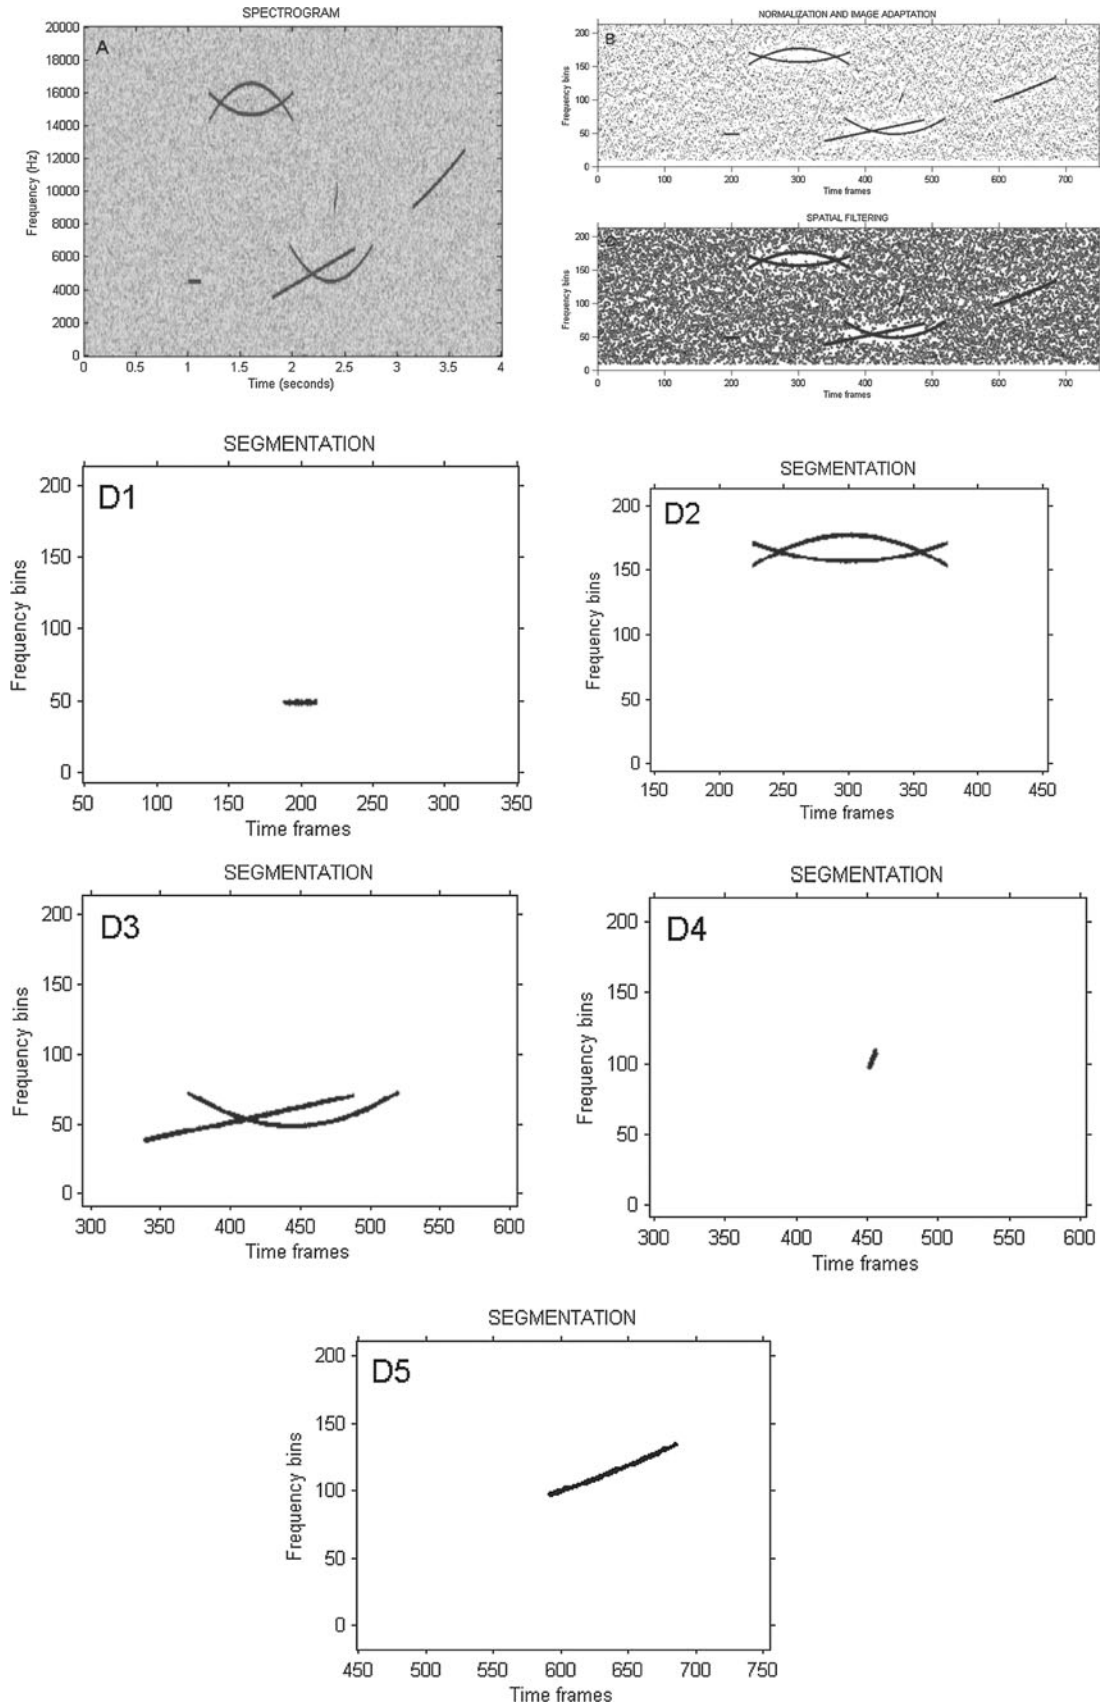 SPECTROGRAM
A
20000
18000
16000
14000
12000
10000
8000
6000
4000
2000
0
Frequency (Hz)
0 0.5 1 1.5 2 2.5 3 3.5 4
Time (seconds)
NORMALIZATION AND IMAGE ADAPTATION
B
200
150
100
50
0
Frequency bins
0 100 200 300 400 500 600 700
Time frames
SPATIAL FILTERING
200
150
100
50
0
Frequency bins
0 100 200 300 400 500 600 700
Time frames
SEGMENTATION
D1
200
150
100
50
0
Frequency bins
50 100 150 200 250 300 350
Time frames
SEGMENTATION
D2
200
150
100
50
0
Frequency bins
150 200 250 300 350 400 450
Time frames
SEGMENTATION
D3
200
150
100
50
0
Frequency bins
300 350 400 450 500 550 600
Time frames
SEGMENTATION
D4
200
150
100
50
0
Frequency bins
300 350 400 450 500 550 600
Time frames
SEGMENTATION
D5
200
150
100
50
0
Frequency bins
450 500 550 600 650 700 750
Time frames